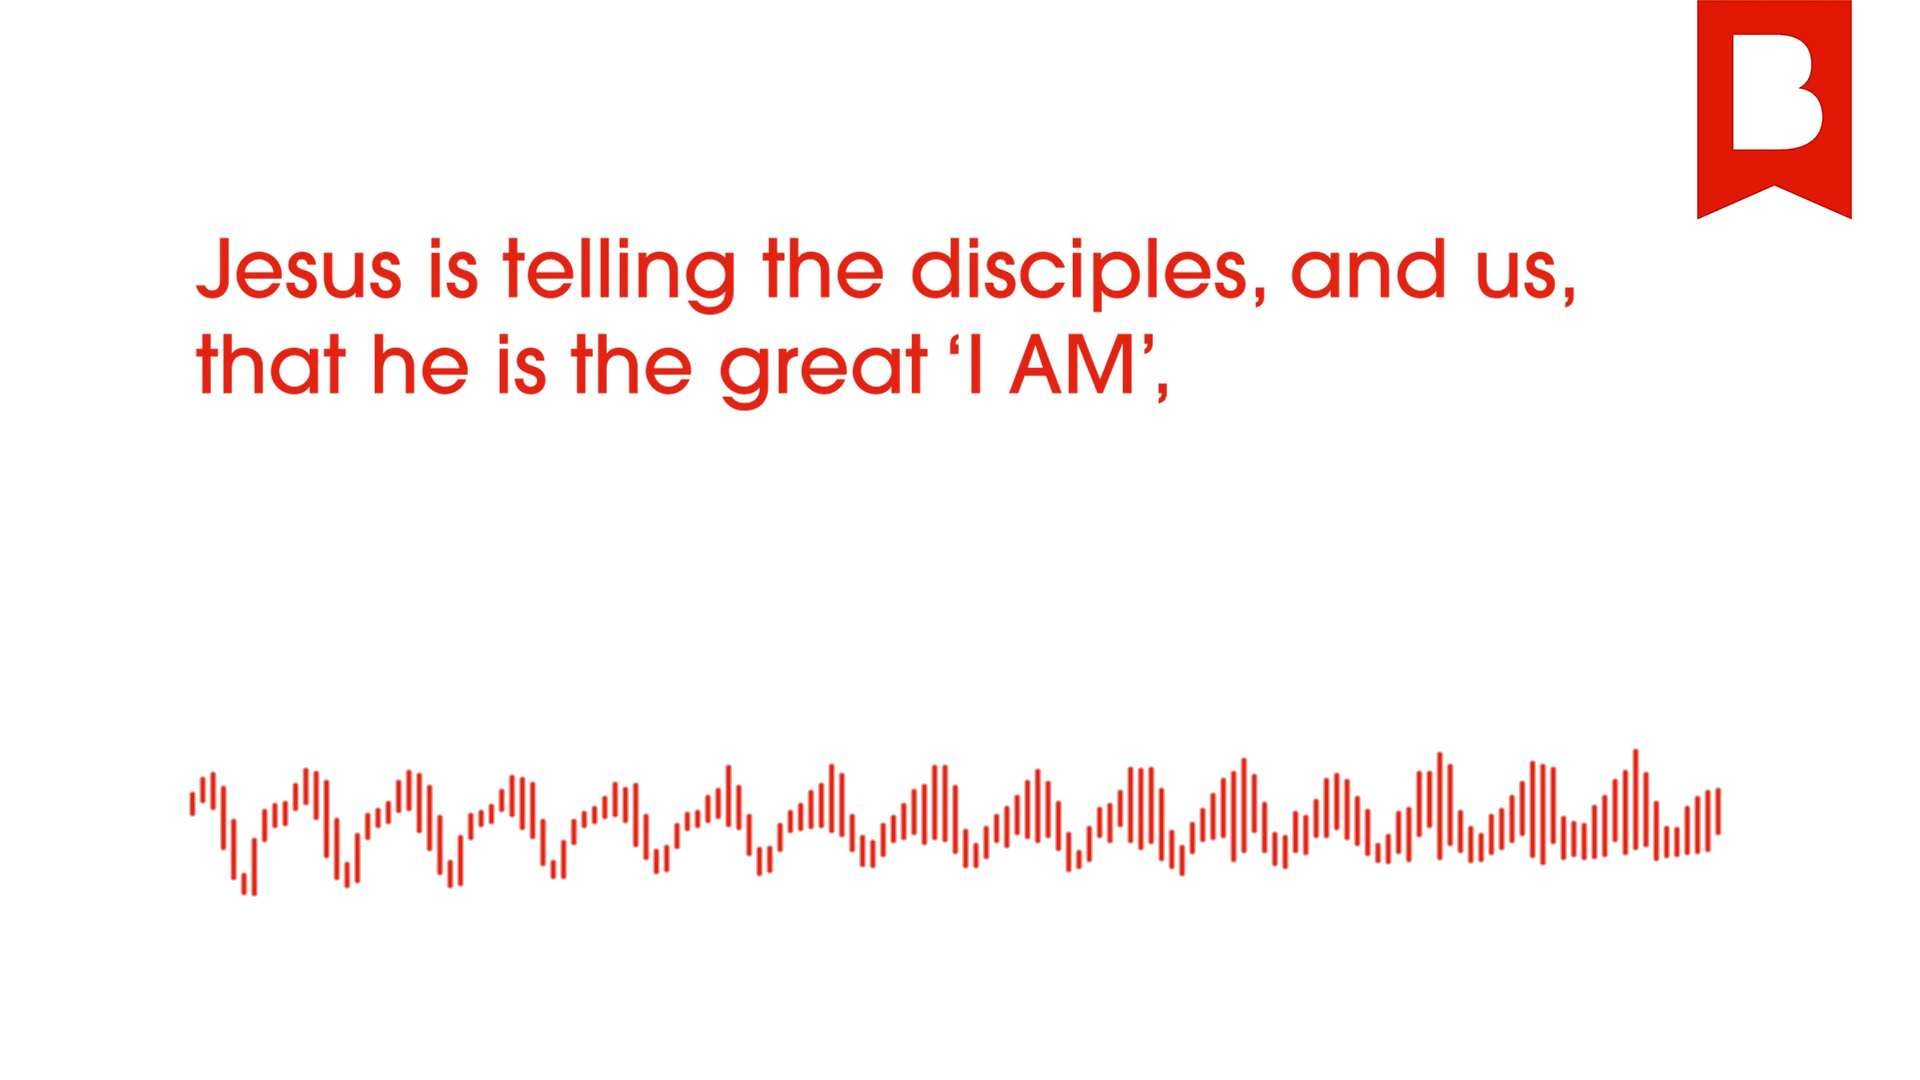 B
Jesus is telling the disciples, and us,
that he is the great ‘I AM’,